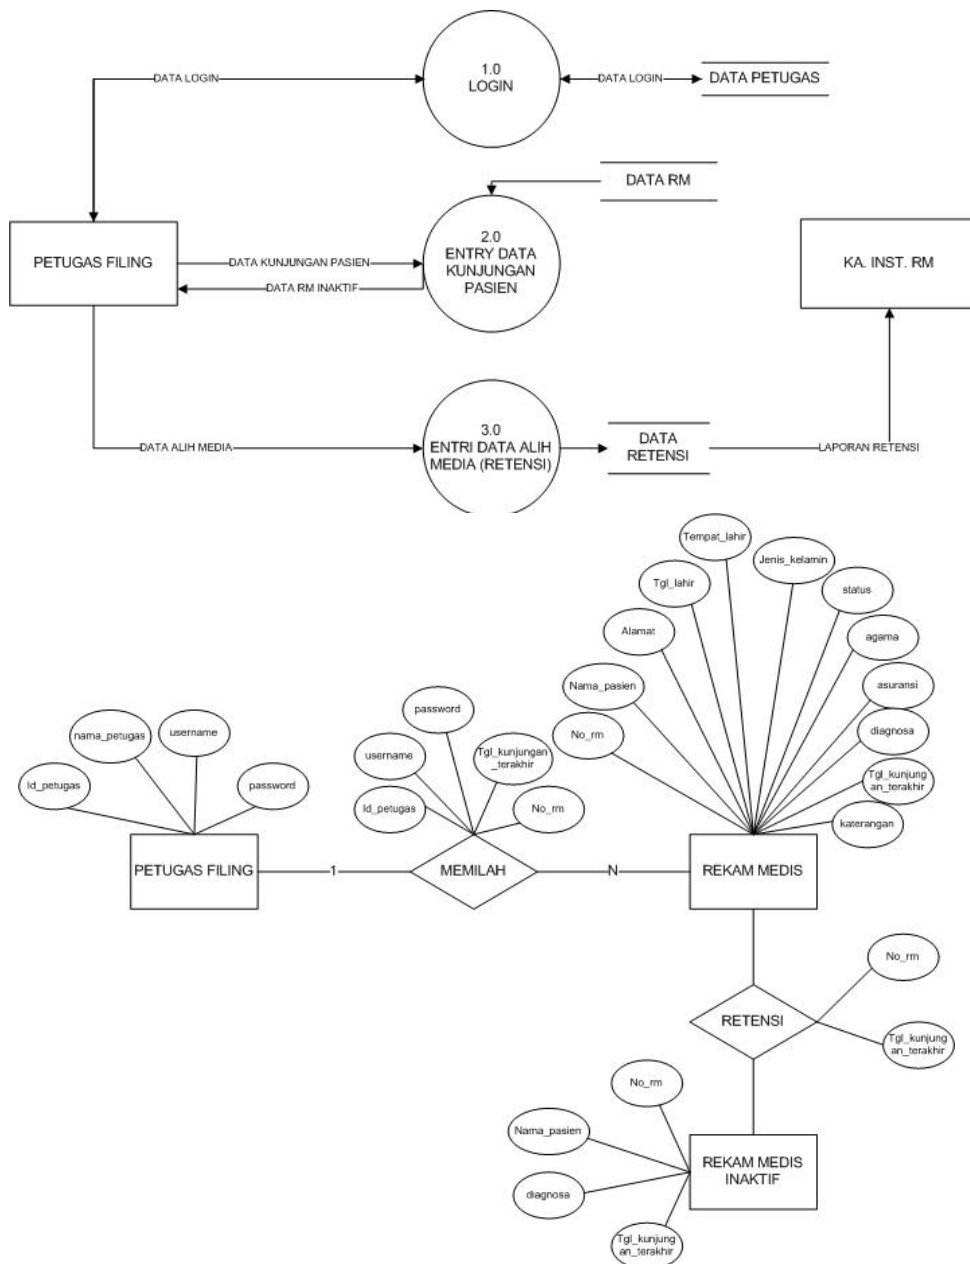 1.0
LOGIN
DATA LOGIN
DATA LOGIN
DATA PETUGAS
DATA RM
2.0
ENTRY DATA
KUNJUNGAN
PASIEN
PETUGAS FILING
DATA KUNJUNGAN PASIEN
DATA RM INAKTIF
KA. INST. RM
3.0
ENTRI DATA ALIH
MEDIA (RETENSI)
DATA ALIH MEDIA
DATA
RETENSI
LAPORAN RETENSI
Tempat_lahir
Jenis_kelamin
Tgl_lahir
status
Alamat
agama
Nama_pasien
asuransi
No_rm
diagnosa
Tgl_kunjung
an_terakhir
katerangan
password
username
nama_petugas
username
Tgl_kunjungan
_terakhir
Id_petugas
password
Id_petugas
No_rm
PETUGAS FILING
1
MEMILAH
N
REKAM MEDIS
No_rm
RETENSI
Tgl_kunjung
an_terakhir
No_rm
Nama_pasien
REKAM MEDIS
INAKTIF
diagnosa
Tgl_kunjung
an_terakhir